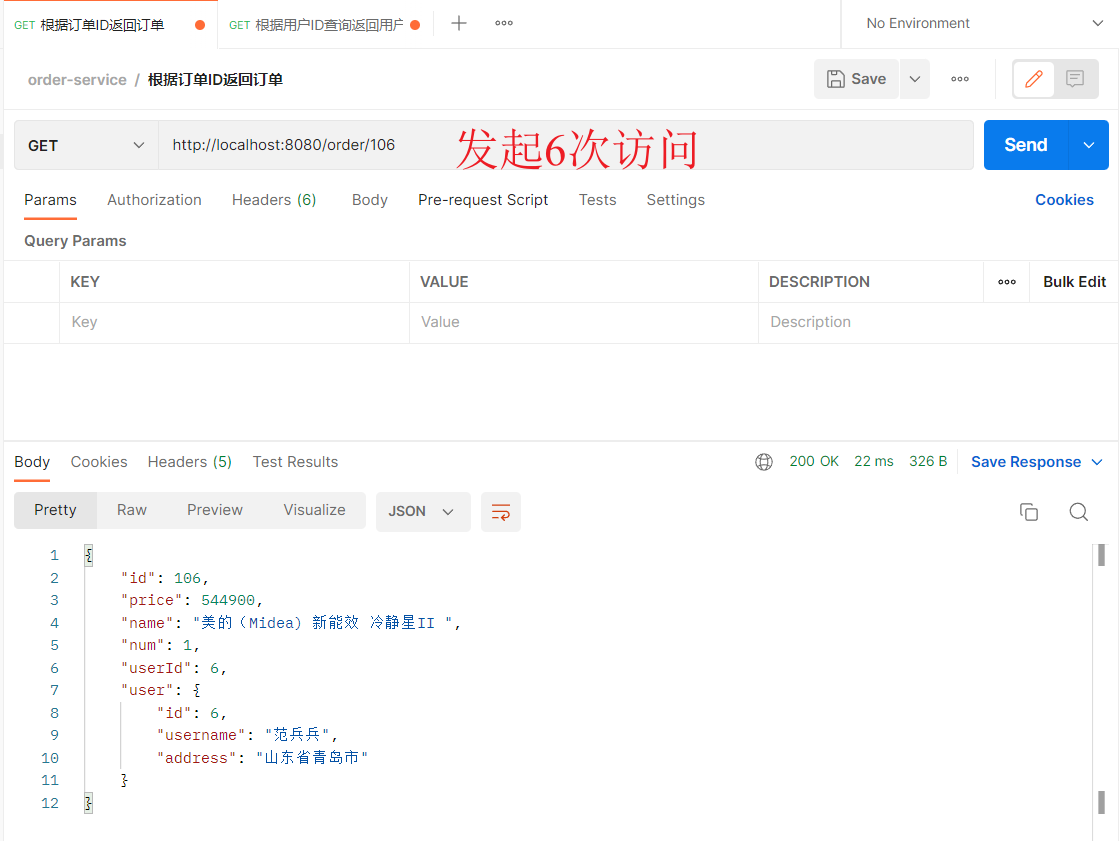 GET 根据订单ID返回订单 GET 根据用户ID查询返回用户 No Environment
order-service / 根据订单ID返回订单 Save
GET http://localhost:8080/order/106 发起6次访问 Send
Params Authorization Headers (6) Body Pre-request Script Tests Settings Cookies
Query Params
KEY VALUE DESCRIPTION Bulk Edit
Key Value Description
Body Cookies Headers (5) Test Results 200 OK 22 ms 326 B Save Response
Pretty Raw Preview Visualize JSON
1 {
2 "id": 106,
3 "price": 544900,
4 "name": "美的（Midea) 新能效 冷静星II ",
5 "num": 1,
6 "userId": 6,
7 "user": {
8 "id": 6,
9 "username": "范兵兵",
10 "address": "山东省青岛市"
11 }
12 }